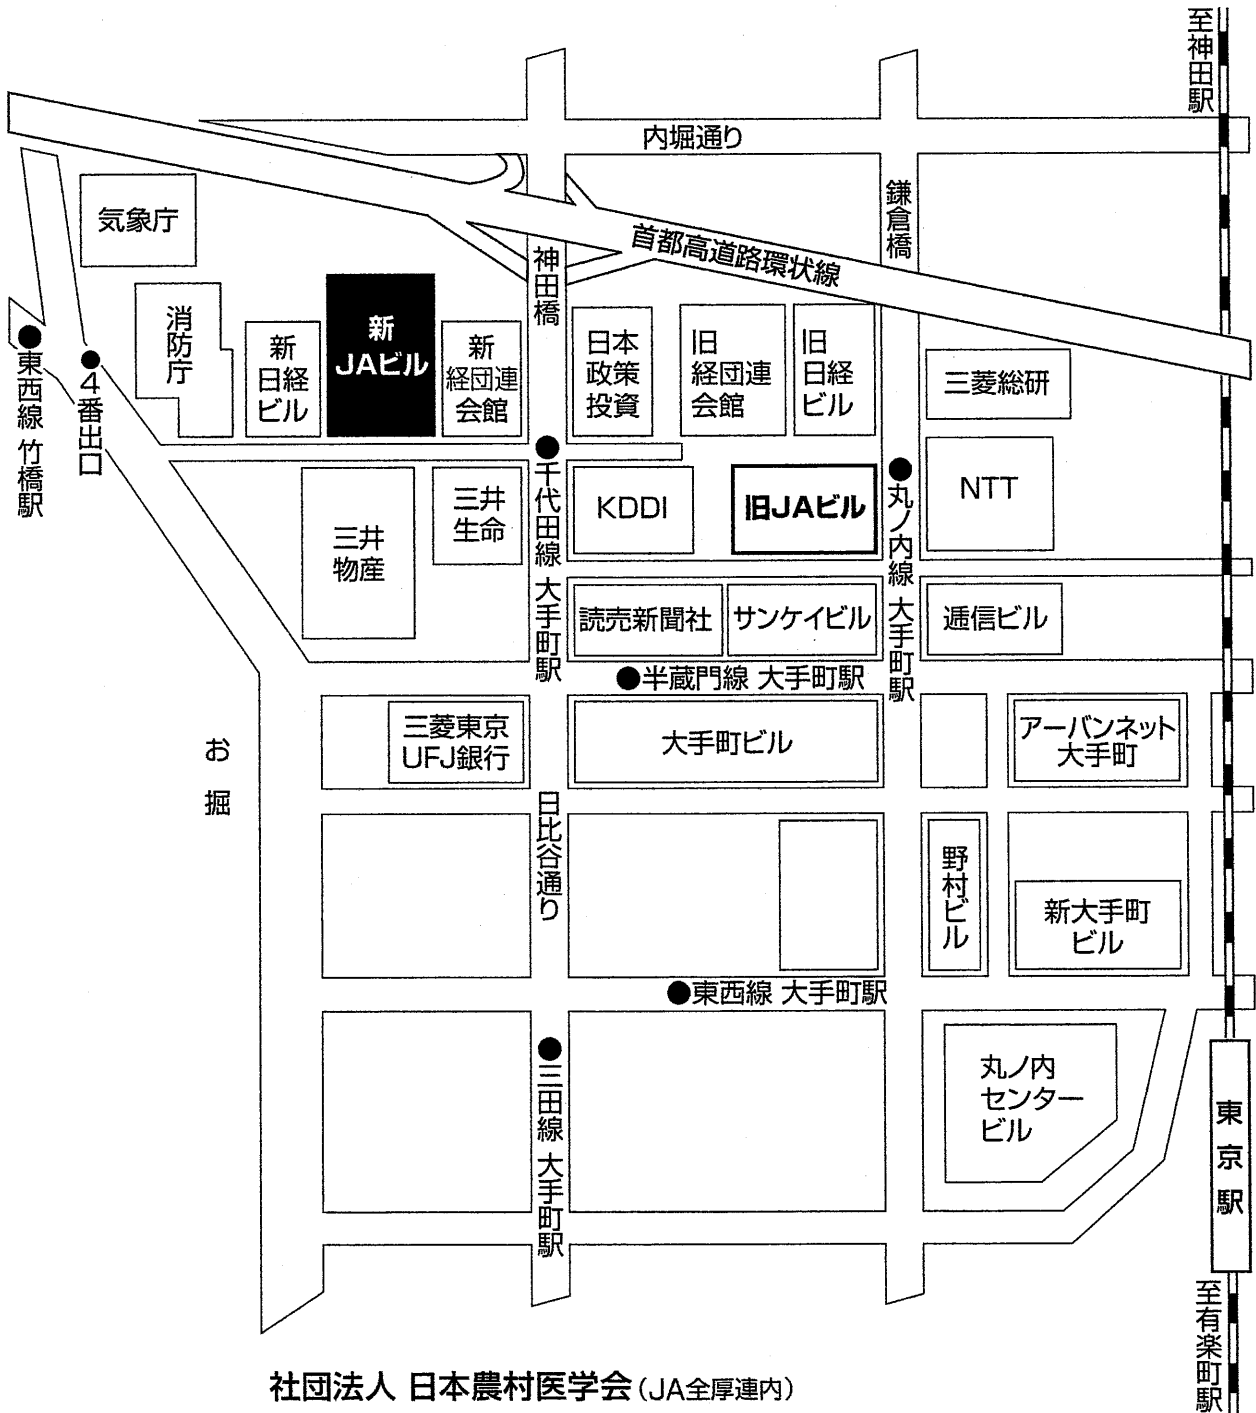 至神田駅
内堀通り
鎌倉橋
気象庁
首都高道路環状線
神田橋
消防庁
新
日経
ビル
新
JAビル
新
経団連
会館
日本
政策
投資
旧
経団連
会館
旧
日経
ビル
三菱総研
●東西線 竹橋駅
●4番出口
●千代田線 大手町駅
●丸ノ内線 大手町駅
三井
物産
三井
生命
KDDI
旧JAビル
NTT
読売新聞社
サンケイビル
逓信ビル
●半蔵門線 大手町駅
三菱東京
UFJ銀行
大手町ビル
アーバンネット
大手町
お堀
日比谷通り
野村ビル
新大手町
ビル
●東西線 大手町駅
●三田線 大手町駅
丸ノ内
センター
ビル
東京駅
至有楽町駅
社団法人 日本農村医学会(JA全厚連内)